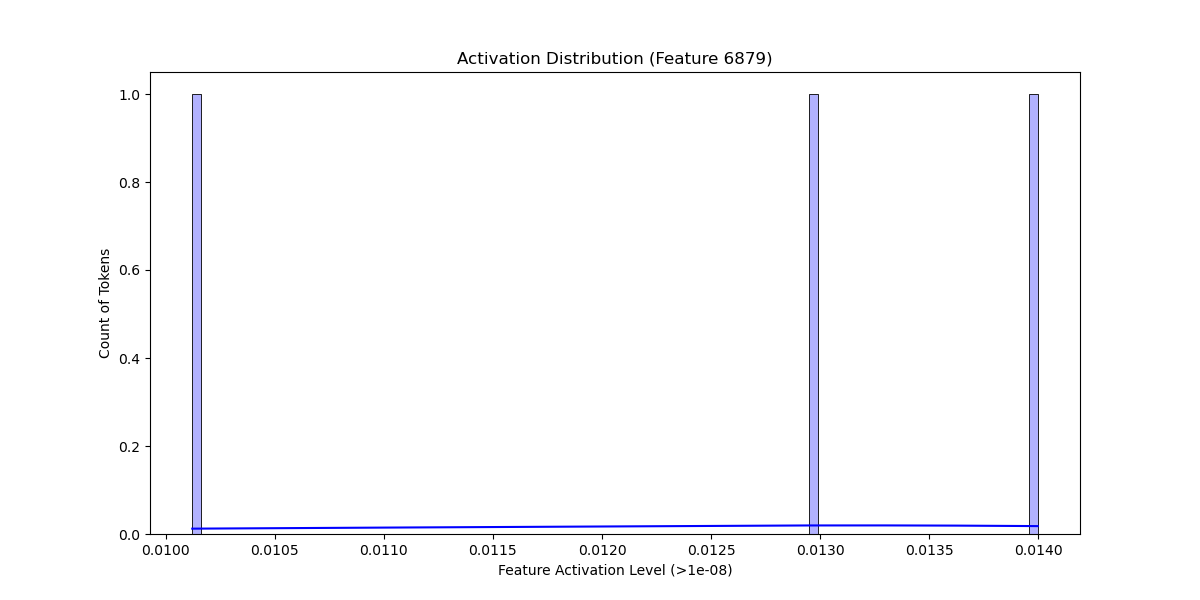 Activation Distribution (Feature 6879)
Count of Tokens
1.0
0.8
0.6
0.4
0.2
0.0
0.0100 0.0105 0.0110 0.0115 0.0120 0.0125 0.0130 0.0135 0.0140
Feature Activation Level (>1e-08)